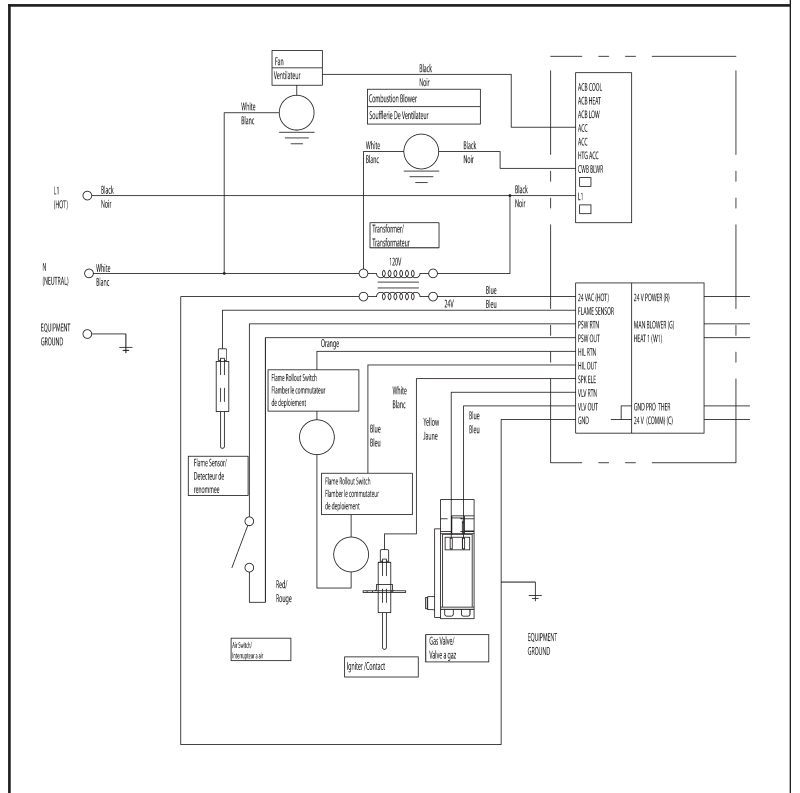 Fan
Ventilateur
Black
Noir
White
Blanc
Combustion Blower
Soufflerie De Ventilateur
White
Blanc
Black
Noir
ACB COOL
ACB HEAT
ACB LOW
ACC
ACC
HTG ACC
CWB BLWR
L1
L1
(HOT)
Black
Noir
Black
Noir
Transformer/
Transformateur
120V
N
(NEUTRAL)
White
Blanc
24V
Blue
Bleu
EQUIPMENT
GROUND
24 VAC (HOT)
FLAME SENSOR
PSW RTN
PSW OUT
HIL RTN
HIL OUT
SPK ELE
VLV RTN
VLV OUT
GND
24 V POWER (R)
MAN BLOWER (G)
HEAT 1 (W1)
GND PRO THER
24 V (COMM) (C)
Orange
Flame Rollout Switch
Flamber le commutateur
de deploiement
White
Blanc
Yellow
Jaune
Blue
Bleu
Blue
Bleu
Flame Sensor/
Detecteur de
renommee
Flame Rollout Switch
Flamber le commutateur
de deploiement
Red/
Rouge
Air Switch/
Interrupteur a air
Igniter /Contact
Gas Valve/
Valve a gaz
EQUIPMENT
GROUND